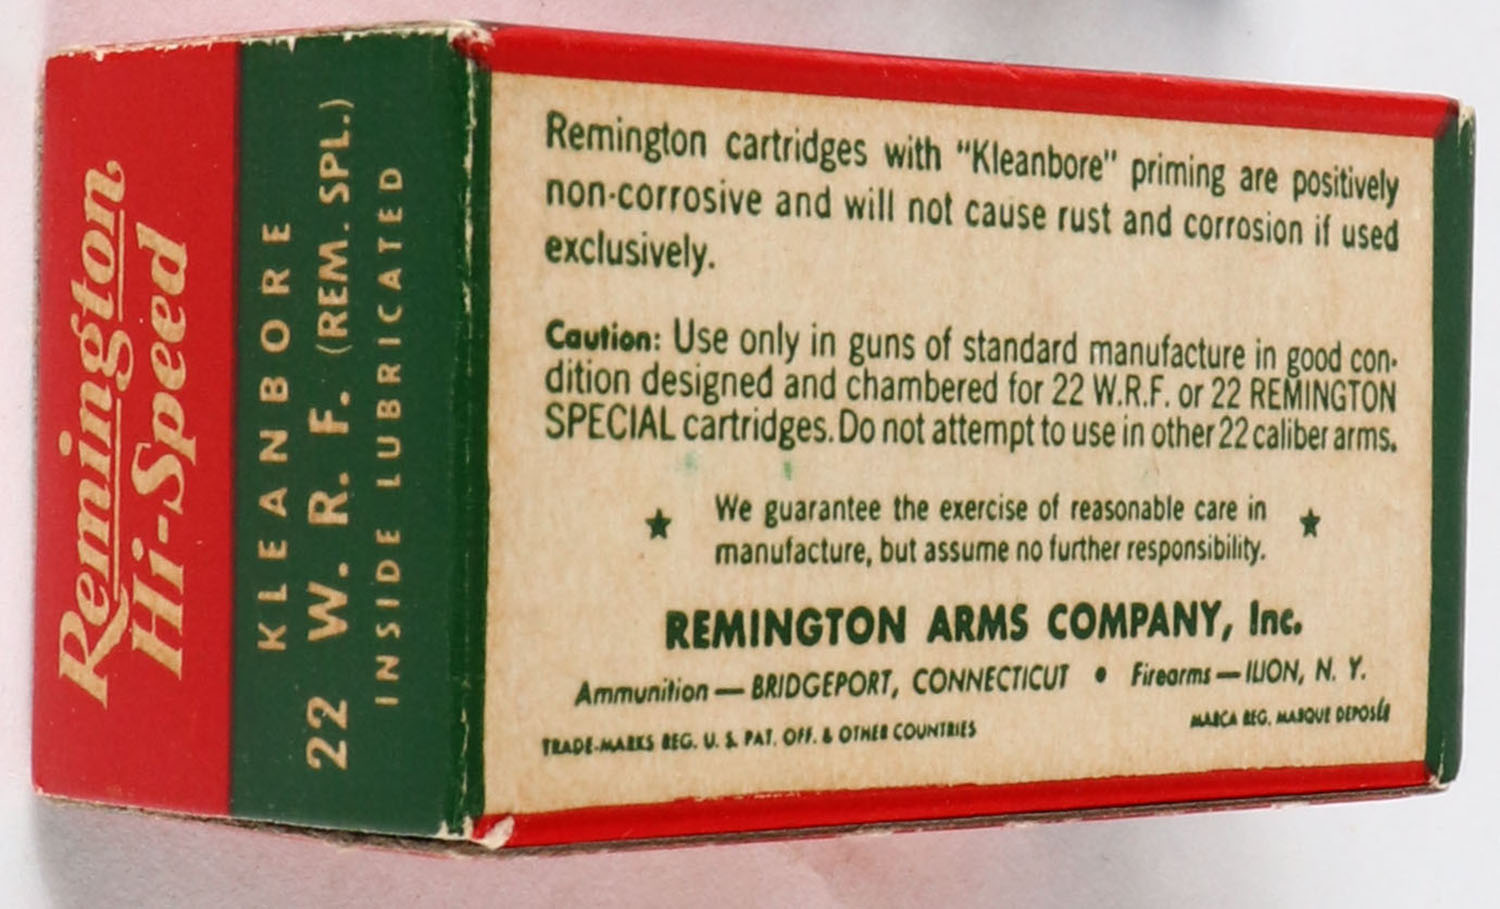 Remington
Hi-Speed
KLEANBORE
22 W. R. F. (REM. SPL.)
INSIDE LUBRICATED
Remington cartridges with "Kleanbore" priming are positively
non-corrosive and will not cause rust and corrosion if used
exclusively.
Caution: Use only in guns of standard manufacture in good con-
dition designed and chambered for 22 W.R.F. or 22 REMINGTON
SPECIAL cartridges. Do not attempt to use in other 22 caliber arms.
★ We guarantee the exercise of reasonable care in ★
manufacture, but assume no further responsibility.
REMINGTON ARMS COMPANY, Inc.
Ammunition — BRIDGEPORT, CONNECTICUT • Firearms — ILION, N. Y.
TRADE-MARKS REG. U. S. PAT. OFF. & OTHER COUNTRIES MARCA REG. MARQUE DEPOSÉE